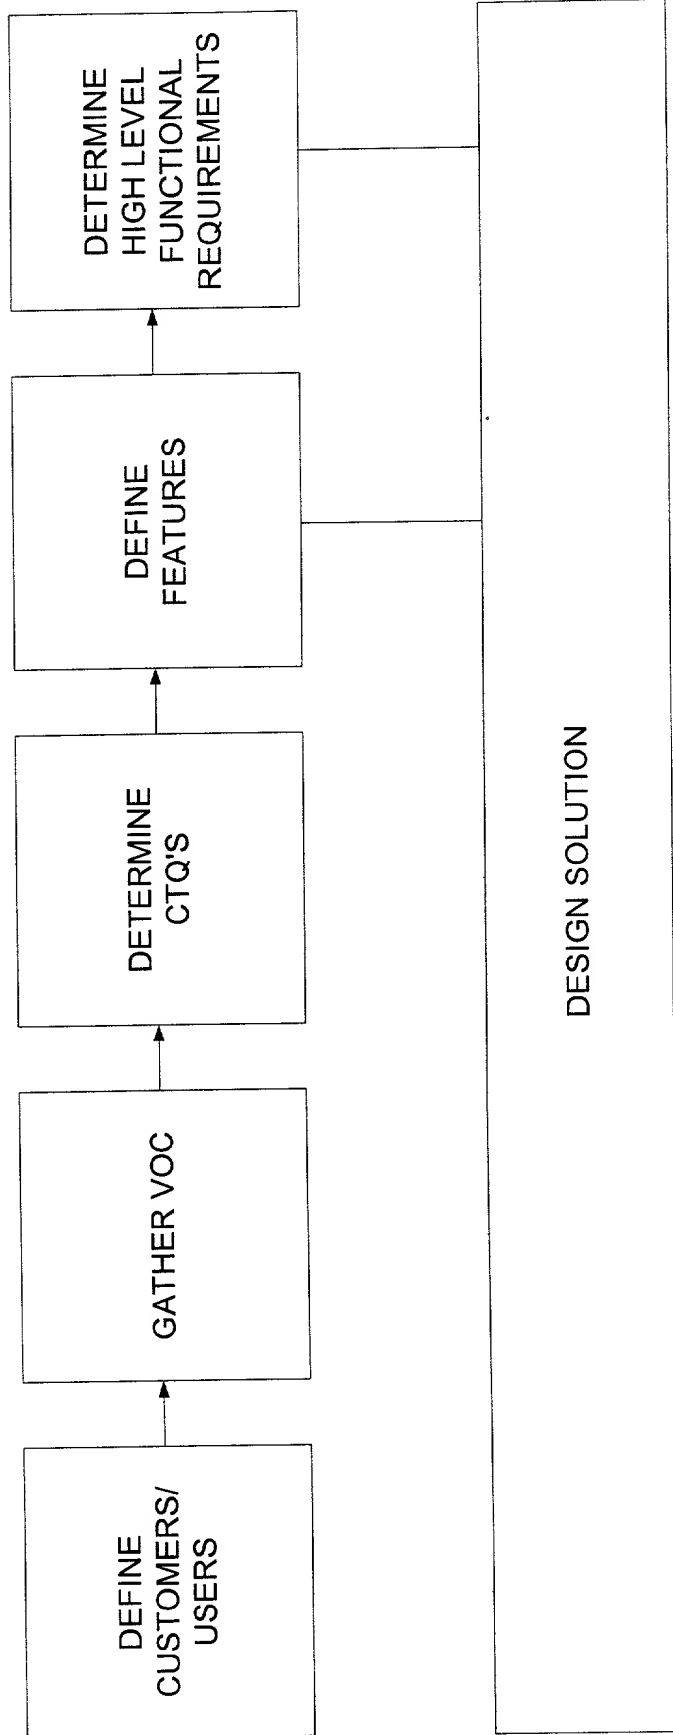 DEFINE
CUSTOMERS/
USERS
GATHER VOC
DETERMINE
CTQ'S
DEFINE
FEATURES
DETERMINE
HIGH LEVEL
FUNCTIONAL
REQUIREMENTS
DESIGN SOLUTION